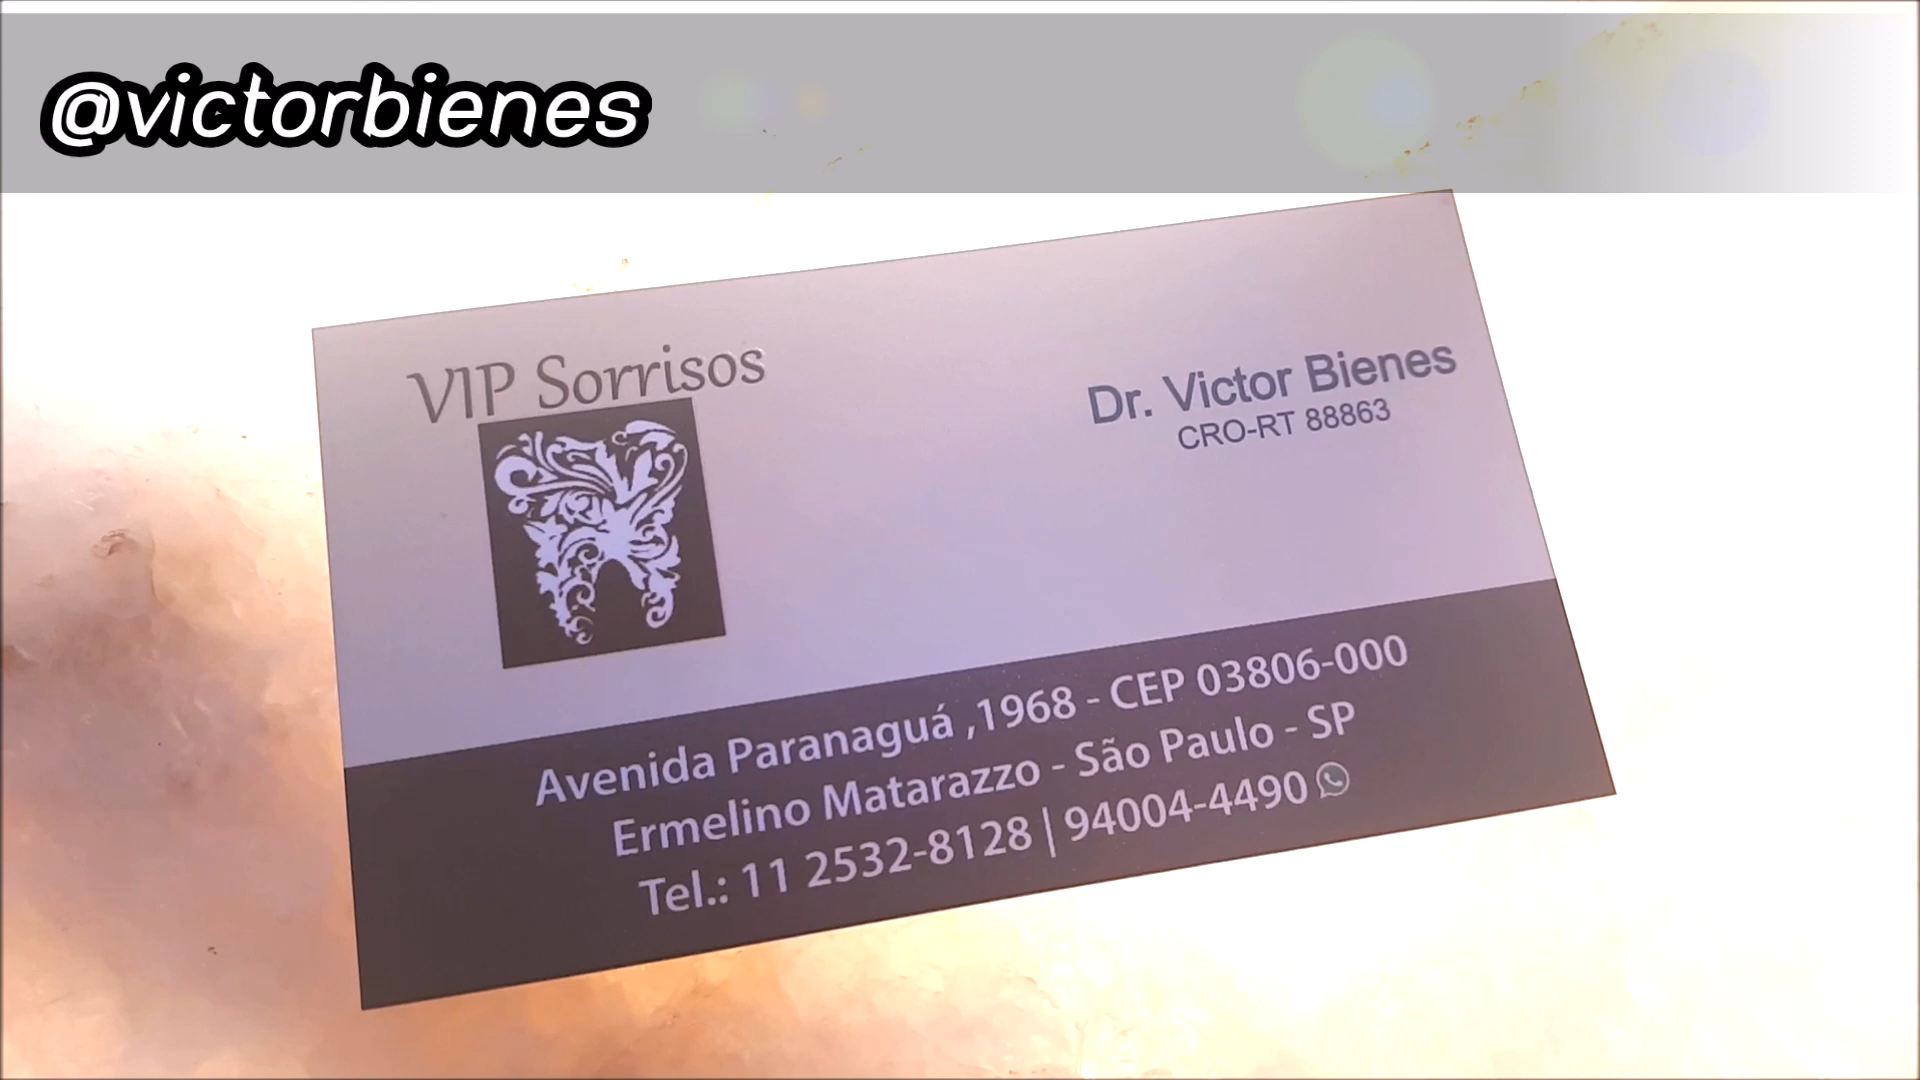 @victorbienes
VIP Sorrisos
Dr. Victor Bienes
CRO-RT 88863
Avenida Paranaguá ,1968 - CEP 03806-000
Ermelino Matarazzo - São Paulo - SP
Tel.: 11 2532-8128 | 94004-4490